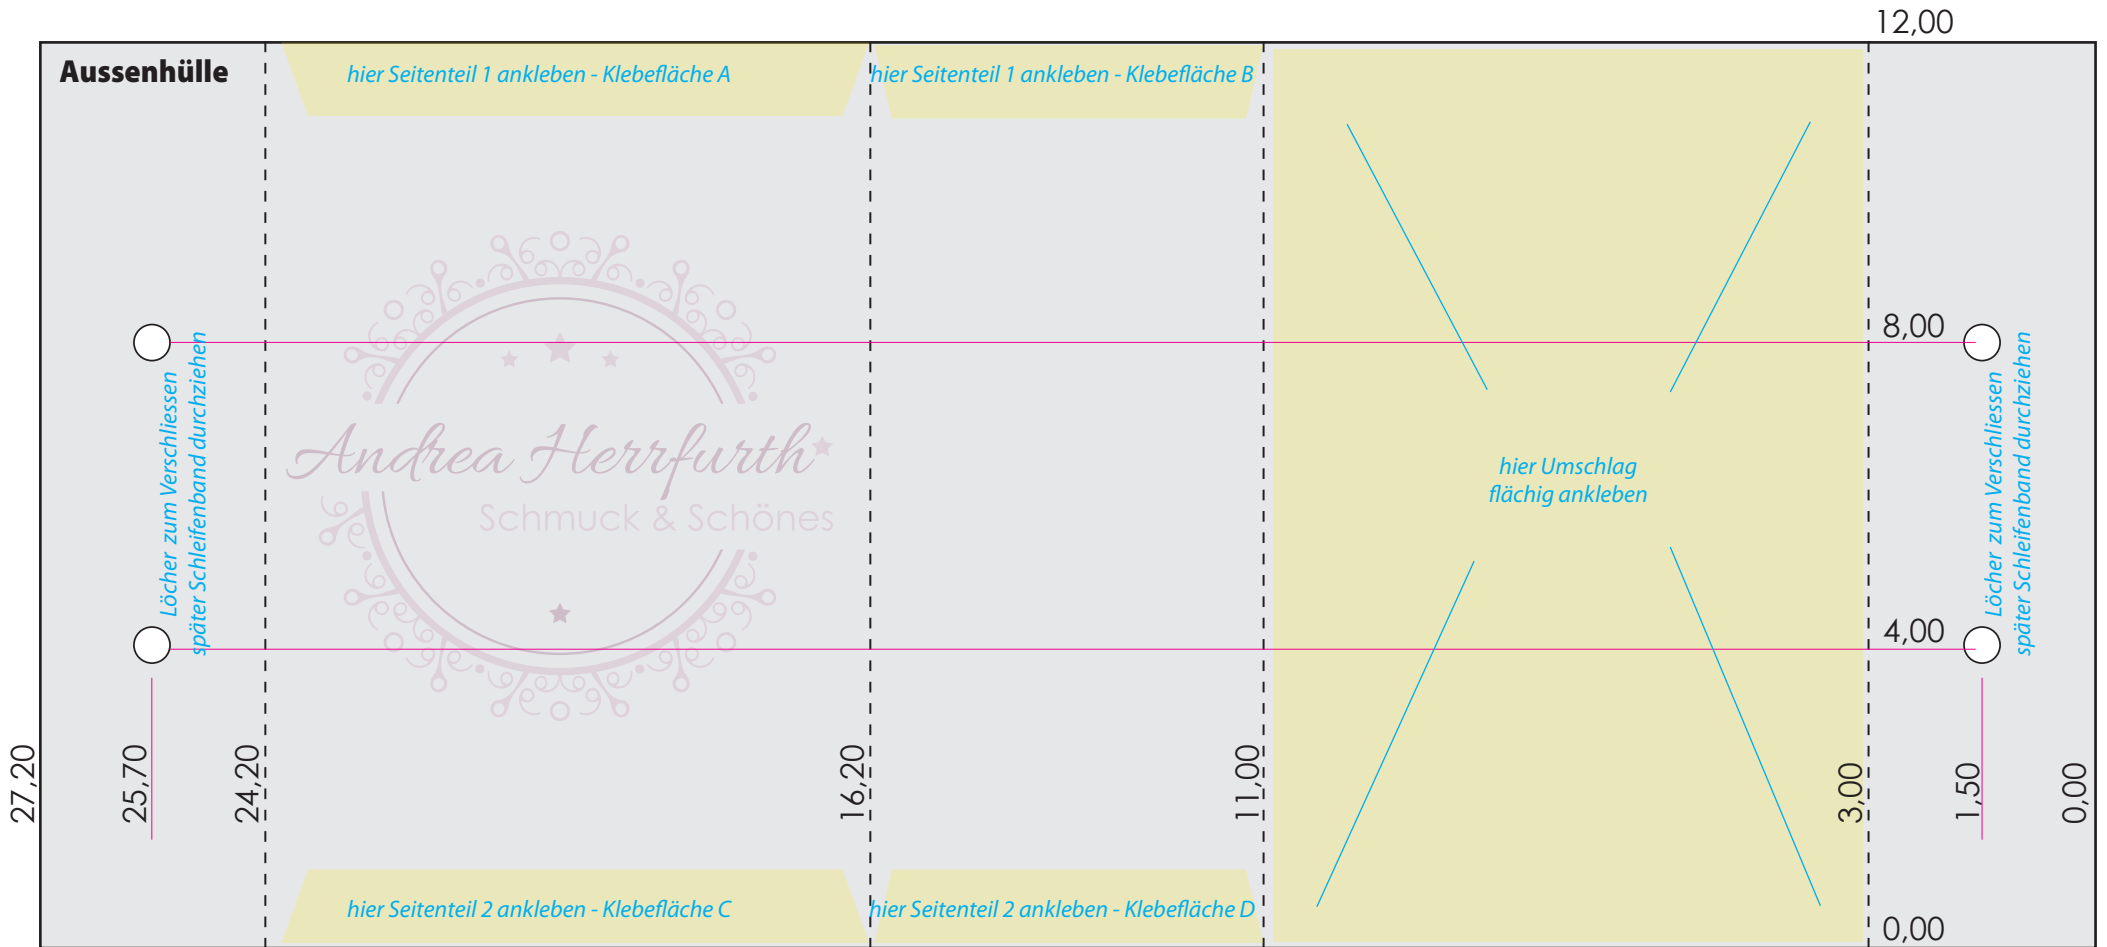 12,00
Aussenhülle
hier Seitenteil 1 ankleben - Klebefläche A
hier Seitenteil 1 ankleben - Klebefläche B
8,00
Löcher zum Verschliessen
später Schleifenband durchziehen
Andrea Herrfurth
Schmuck & Schönes
hier Umschlag
flächig ankleben
Löcher zum Verschliessen
später Schleifenband durchziehen
4,00
27,20
25,70
24,20
16,20
11,00
3,00
1,50
0,00
hier Seitenteil 2 ankleben - Klebefläche C
hier Seitenteil 2 ankleben - Klebefläche D
0,00